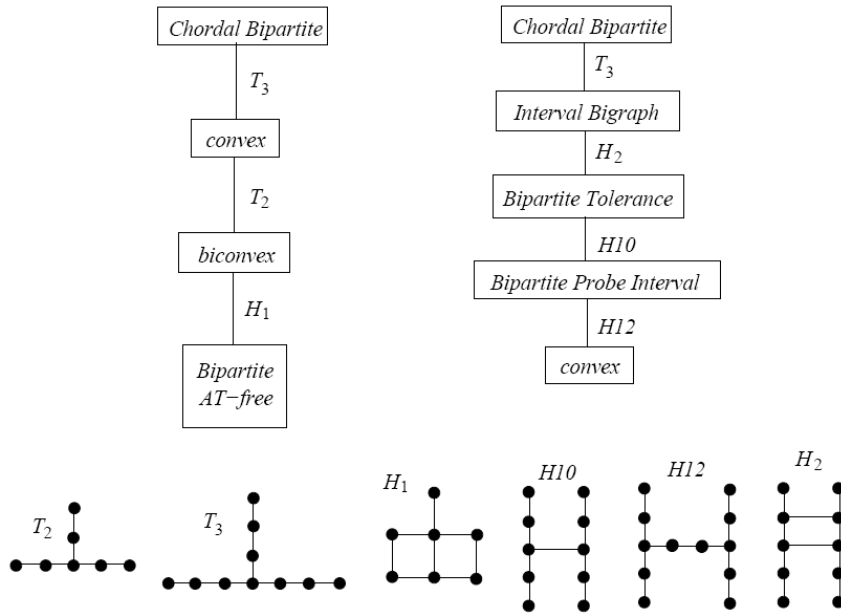 Chordal Bipartite
T3
convex
T2
biconvex
H1
Bipartite
AT-free
Chordal Bipartite
T3
Interval Bigraph
H2
Bipartite Tolerance
H10
Bipartite Probe Interval
H12
convex
T2
T3
H1
H10
H12
H2